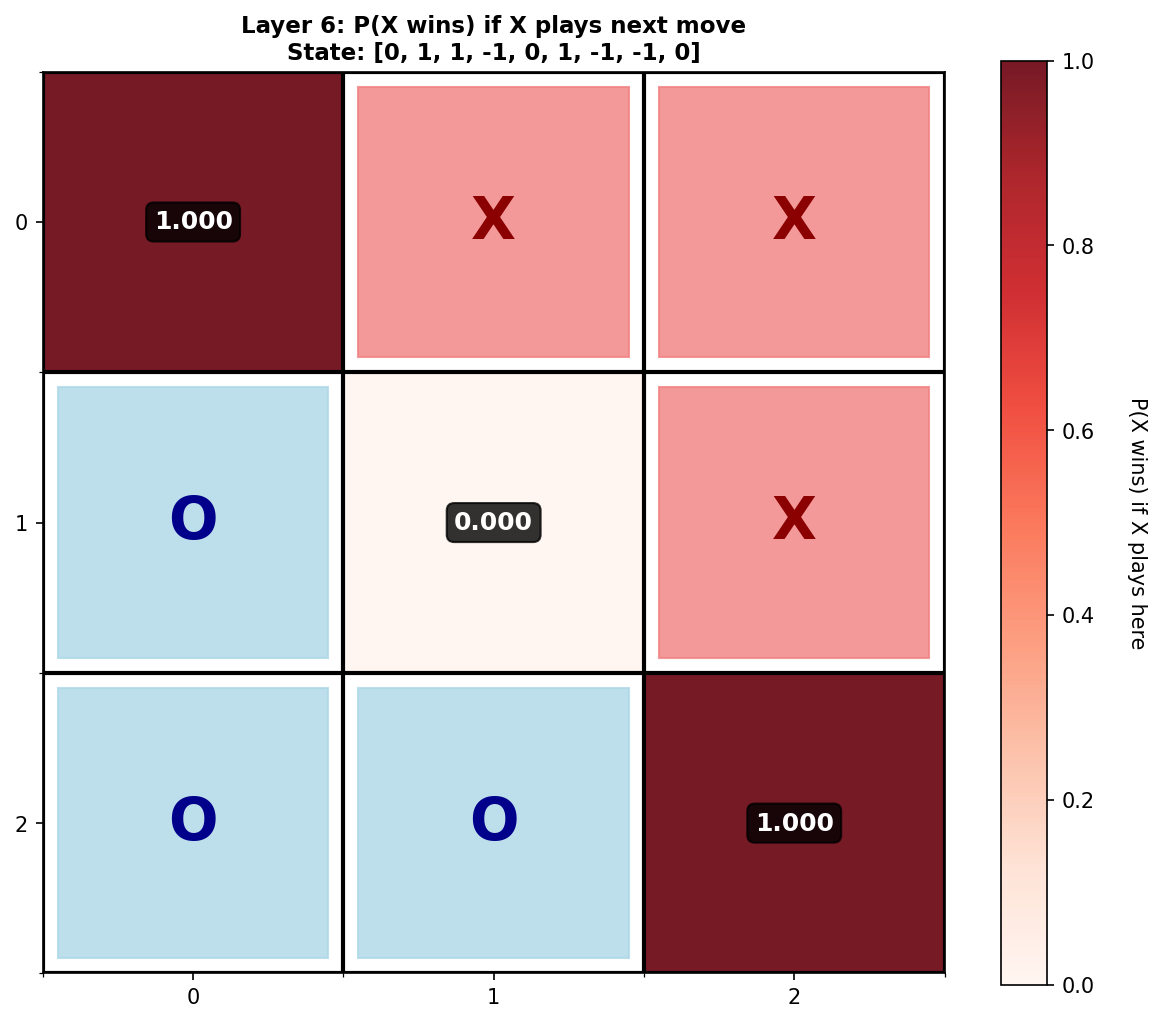 Layer 6: P(X wins) if X plays next move
State: [0, 1, 1, -1, 0, 1, -1, -1, 0]
0
1.000
X
X
1
O
0.000
X
2
O
O
1.000
0
1
2
1.0
0.8
0.6
0.4
0.2
0.0
P(X wins) if X plays here